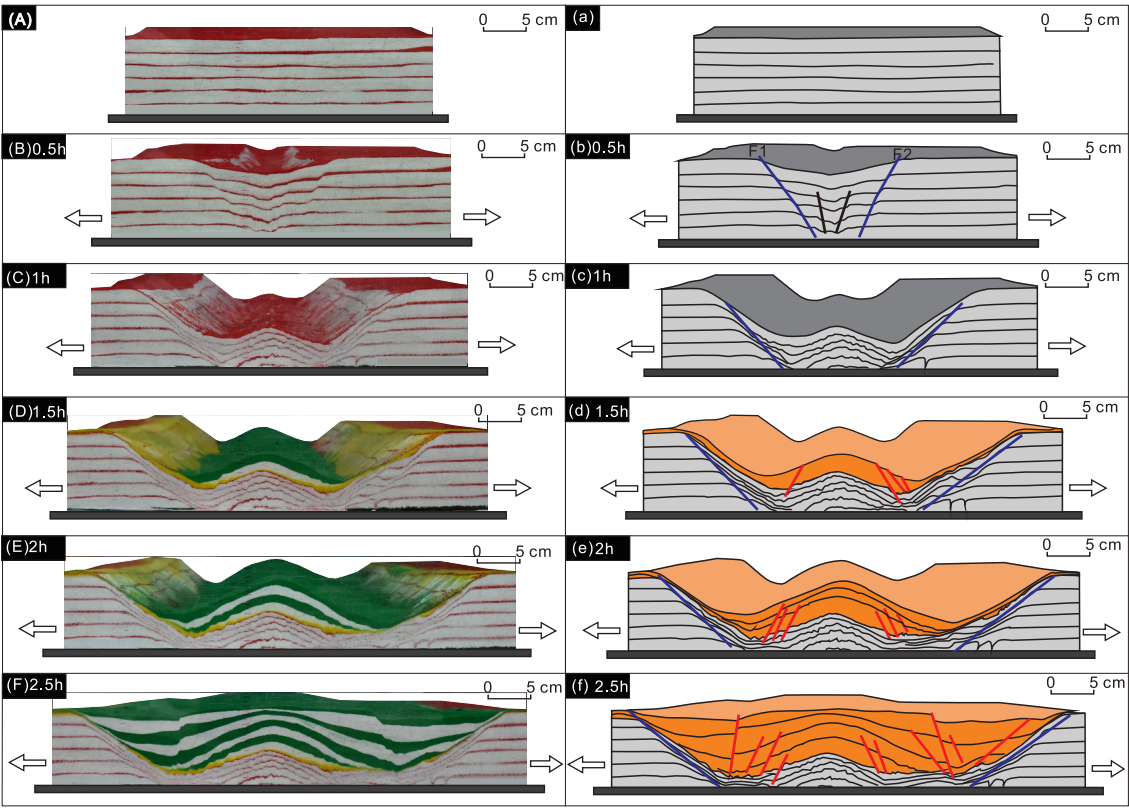 (A)
0 5 cm
(a)
0 5 cm
(B)0.5h
0 5 cm
(b)0.5h
F1
F2
0 5 cm
(C)1h
0 5 cm
(c)1h
0 5 cm
(D)1.5h
0 5 cm
(d) 1.5h
0 5 cm
(E)2h
0 5 cm
(e)2h
0 5 cm
(F)2.5h
0 5 cm
(f) 2.5h
0 5 cm